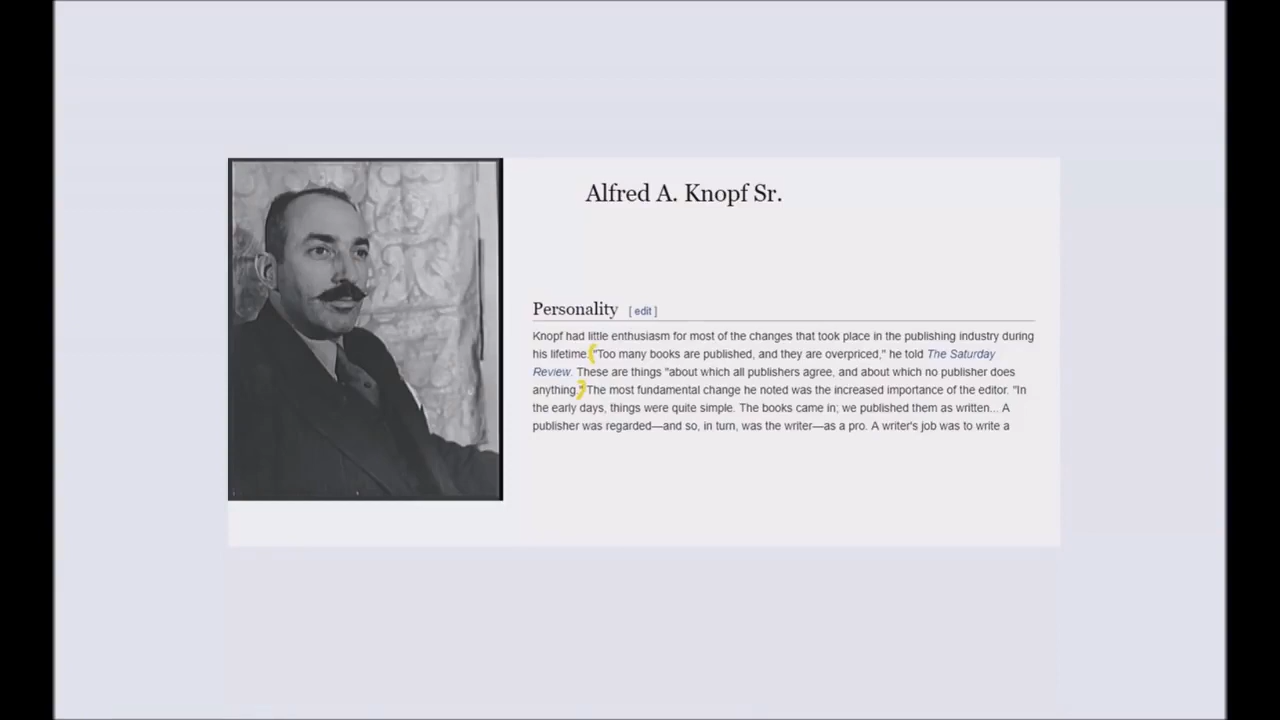 Alfred A. Knopf Sr.
Personality [ edit ]
Knopf had little enthusiasm for most of the changes that took place in the publishing industry during
his lifetime. "Too many books are published, and they are overpriced," he told The Saturday
Review. These are things "about which all publishers agree, and about which no publisher does
anything." The most fundamental change he noted was the increased importance of the editor. "In
the early days, things were quite simple. The books came in; we published them as written... A
publisher was regarded—and so, in turn, was the writer—as a pro. A writer's job was to write a